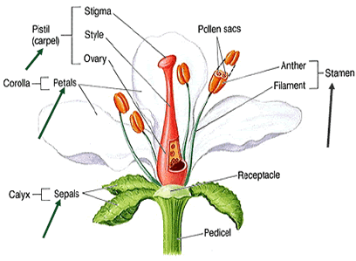 Stigma
Pistil
(carpel)
Style
Ovary
Corolla
Petals
Calyx
Sepals
Pollen sacs
Anther
Filament
Stamen
Receptacle
Pedicel